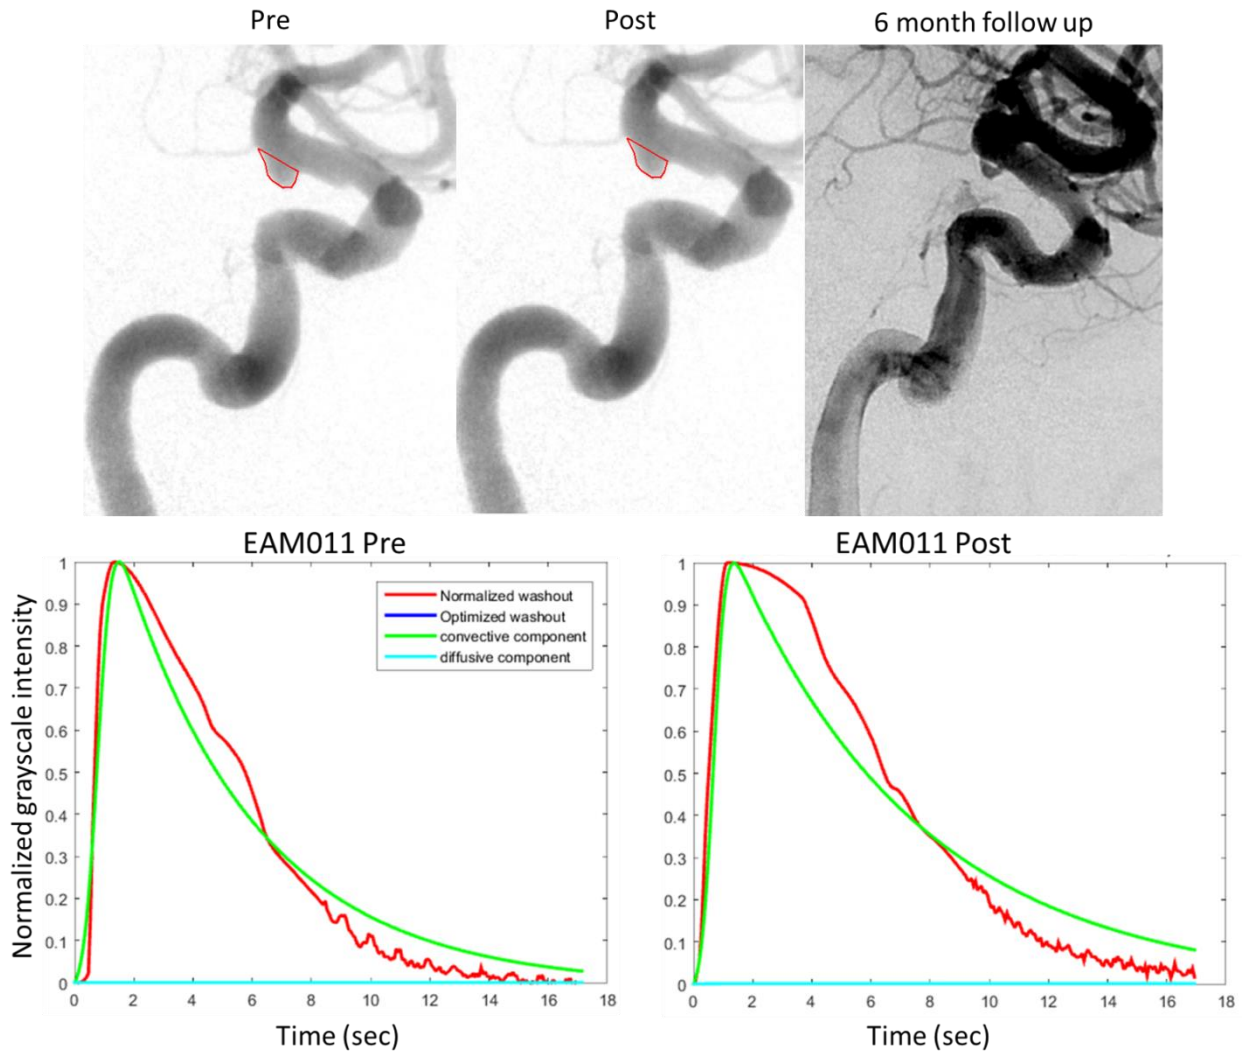 Pre
Post
6 month follow up
EAM011 Pre
EAM011 Post
Normalized grayscale intensity
1
0.9
0.8
0.7
0.6
0.5
0.4
0.3
0.2
0.1
0
0 2 4 6 8 10 12 14 16 18
Time (sec)
Normalized washout
Optimized washout
convective component
diffusive component
1
0.9
0.8
0.7
0.6
0.5
0.4
0.3
0.2
0.1
0
0 2 4 6 8 10 12 14 16 18
Time (sec)